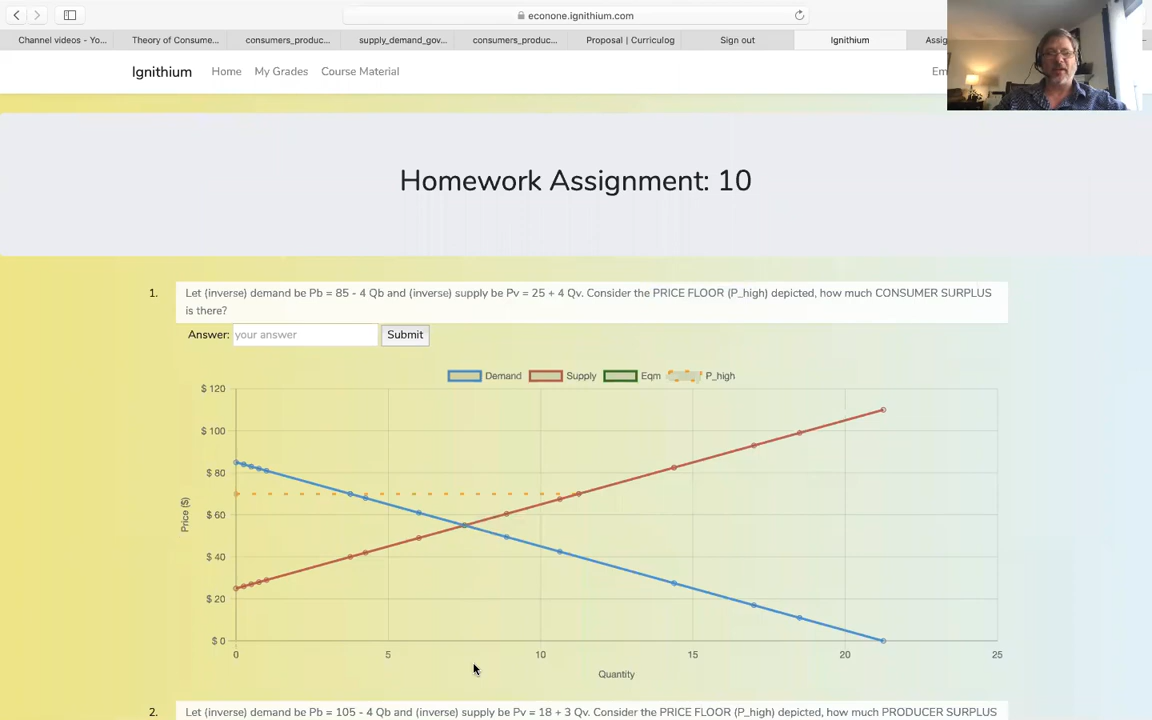 econone.ignithium.com
Channel videos - Yo...
Theory of Consume...
consumers_produc...
supply_demand_gov...
consumers_produc...
Proposal | Curriculog
Sign out
Ignithium
Assig
Ignithium
Home
My Grades
Course Material
Em
Homework Assignment: 10
1.
Let (inverse) demand be Pb = 85 - 4 Qb and (inverse) supply be Pv = 25 + 4 Qv. Consider the PRICE FLOOR (P_high) depicted, how much CONSUMER SURPLUS
is there?
Answer: your answer Submit
Demand Supply Eqm P_high
$ 120
$ 100
$ 80
$ 60
$ 40
$ 20
$ 0
Price ($)
0 5 10 15 20 25
Quantity
2.
Let (inverse) demand be Pb = 105 - 4 Qb and (inverse) supply be Pv = 18 + 3 Qv. Consider the PRICE FLOOR (P_high) depicted, how much PRODUCER SURPLUS